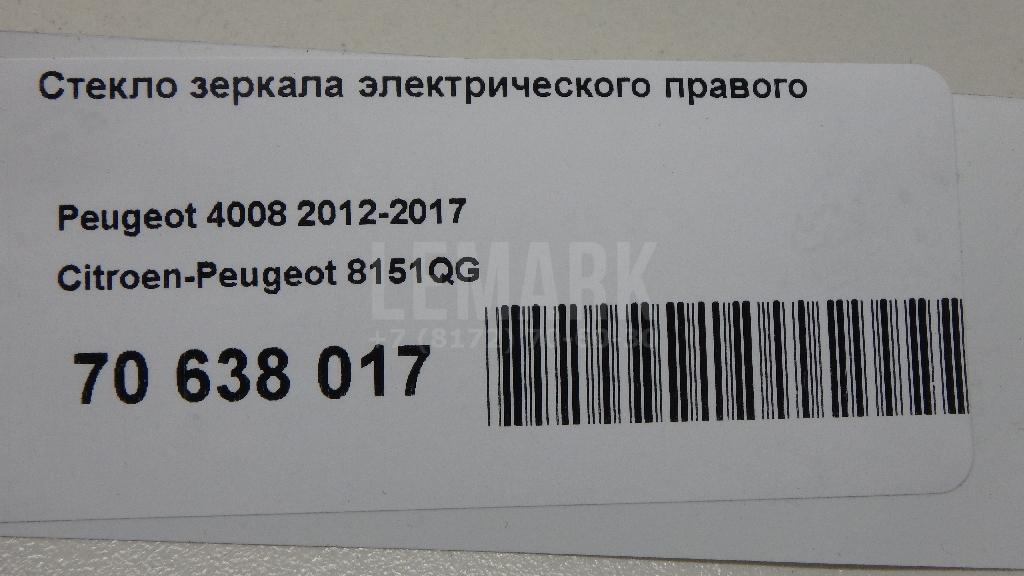 Стекло зеркала электрического правого
Peugeot 4008 2012-2017
Citroen-Peugeot 8151QG
LEMARK
70 638 017